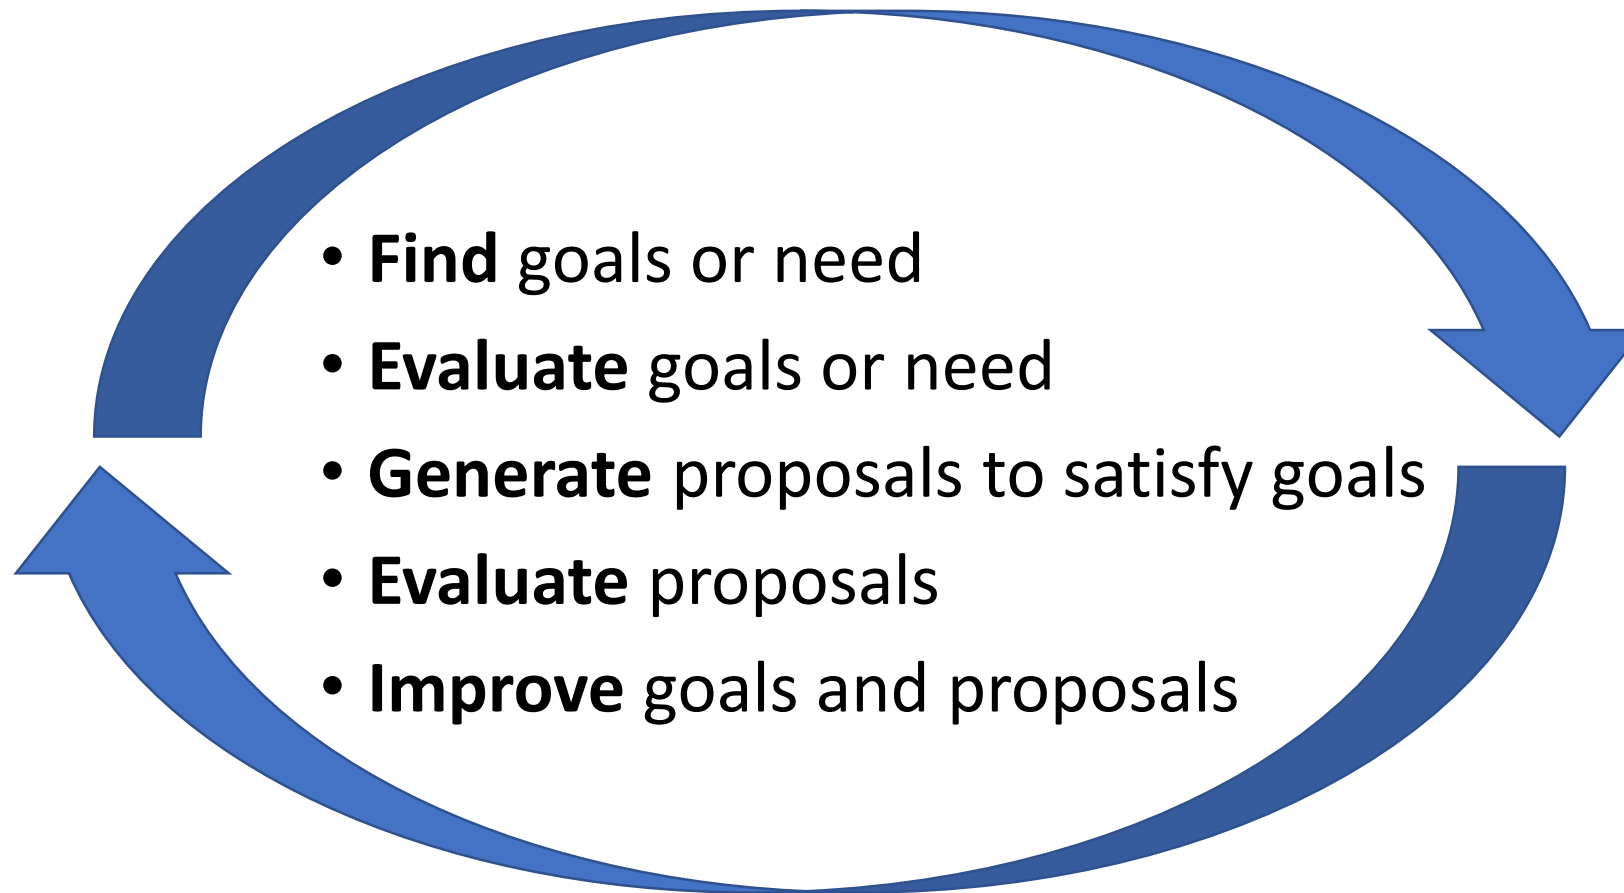 • Find goals or need
• Evaluate goals or need
• Generate proposals to satisfy goals
• Evaluate proposals
• Improve goals and proposals